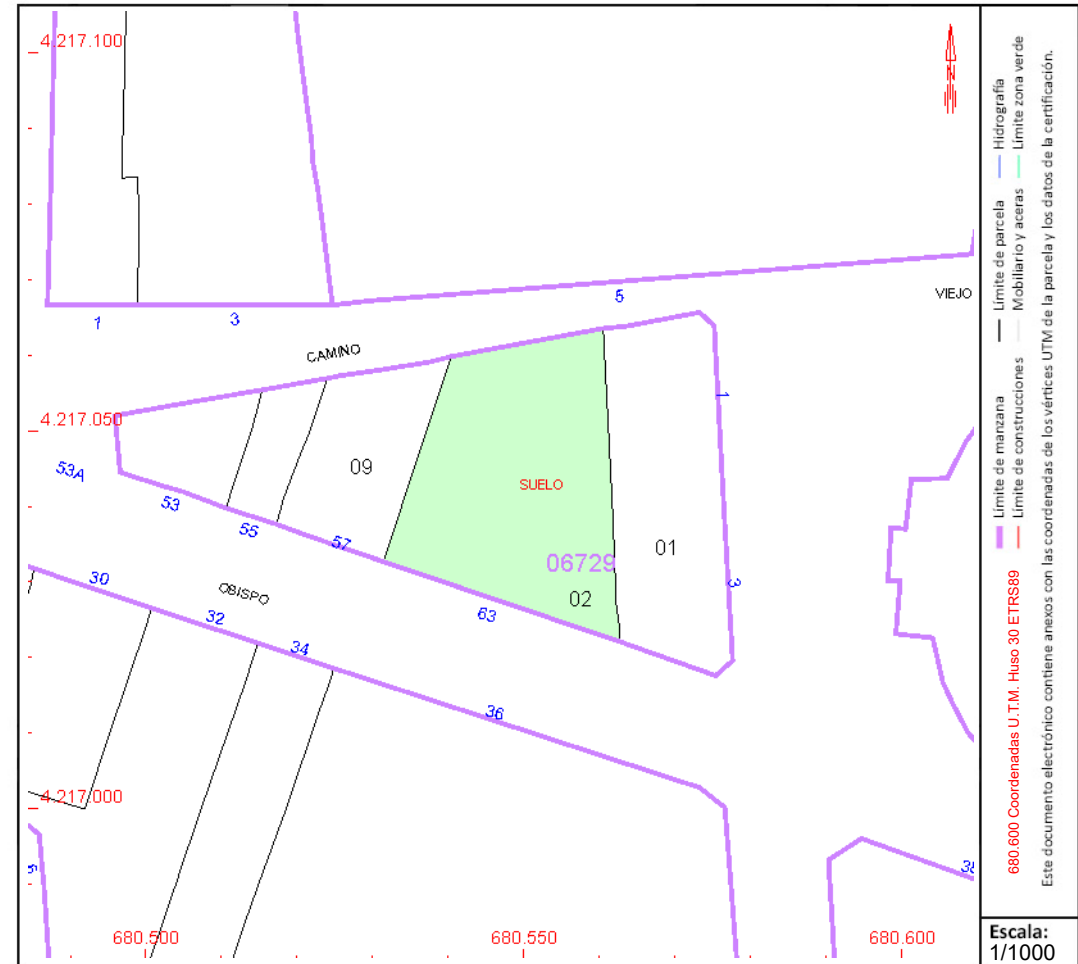 4.217.100
N
5
VIEJO
1
3
CAMINO
1
4.217.050
53A
09
53
SUELO
55
57
01
06729
3
02
30
OBISPO
63
32
34
36
4.217.000
680.500
680.550
680.600
Límite de manzana
Límite de parcela
Hidrografía
Límite de construcciones
Mobiliario y aceras
Límite zona verde
680.600 Coordenadas U.T.M. Huso 30 ETRS89
Este documento electrónico contiene anexos con las coordenadas de los vértices UTM de la parcela y los datos de la certificación.
Escala:
1/1000